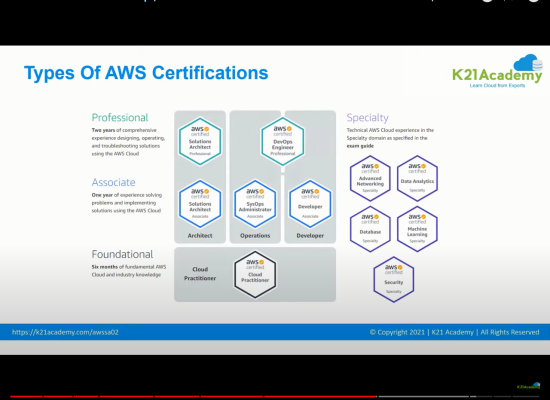 Types Of AWS Certifications
K21Academy
Learn Cloud from Experts
Professional
Two years of comprehensive
experience designing, operating,
and troubleshooting solutions
using the AWS Cloud
aws
certified
Solutions
Architect
Professional
aws
certified
DevOps
Engineer
Professional
Specialty
Technical AWS Cloud experience in the
Specialty domain as specified in the
exam guide
aws
certified
Advanced
Networking
Specialty
aws
certified
Data Analytics
Specialty
Associate
One year of experience solving
problems and implementing
solutions using the AWS Cloud
aws
certified
Solutions
Architect
Associate
aws
certified
SysOps
Administrator
Associate
aws
certified
Developer
Associate
Architect
Operations
Developer
aws
certified
Database
Specialty
aws
certified
Machine
Learning
Specialty
Foundational
Six months of fundamental AWS
Cloud and industry knowledge
Cloud
Practitioner
aws
certified
Cloud
Practitioner
aws
certified
Security
Specialty
https://k21academy.com/awssa02
© Copyright 2021 | K21 Academy | All Rights Reserved
K21Academy